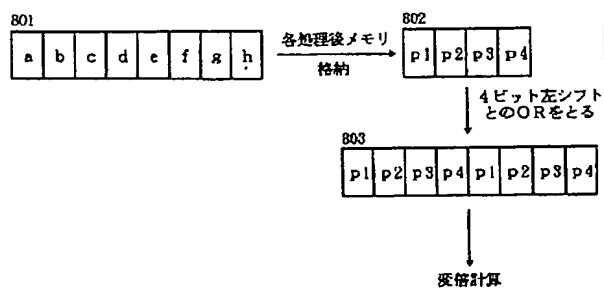 801
a b c d e f g h
各処理後メモリ
格納
802
p1 p2 p3 p4
4ビット左シフト
とのORをとる
803
p1 p2 p3 p4 p1 p2 p3 p4
変倍計算